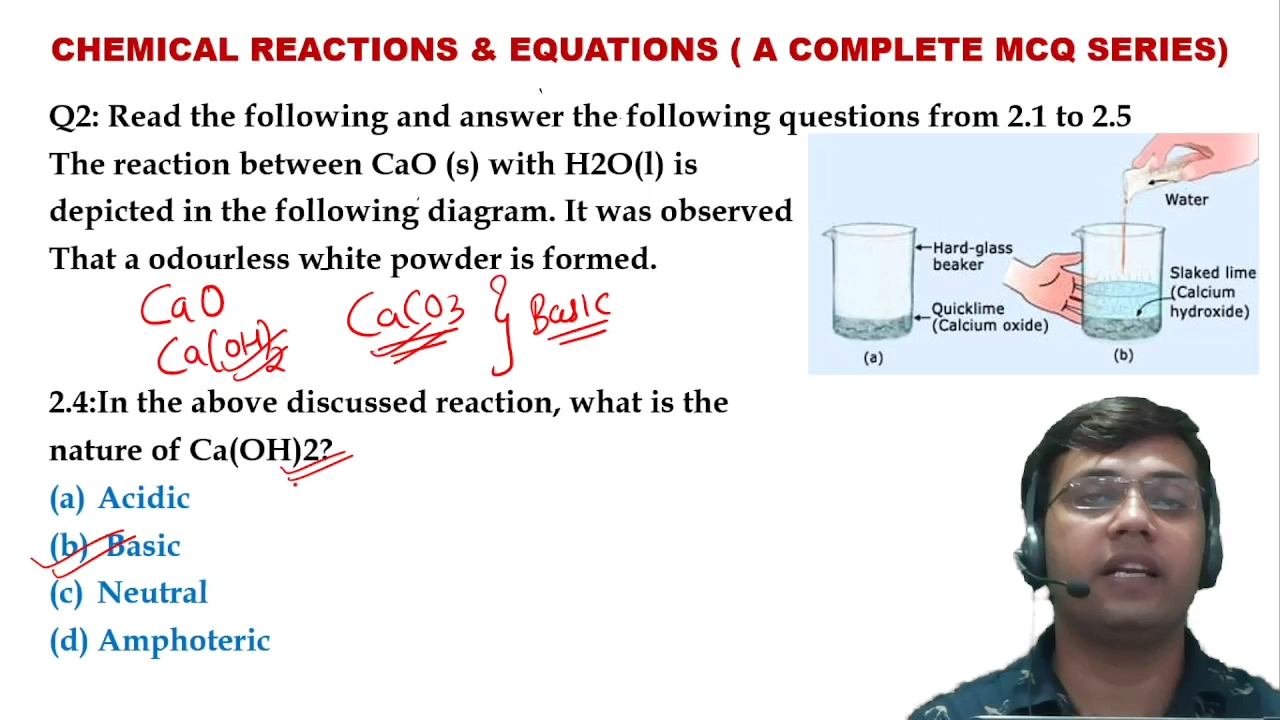 CHEMICAL REACTIONS & EQUATIONS ( A COMPLETE MCQ SERIES)
Q2: Read the following and answer the following questions from 2.1 to 2.5
The reaction between CaO (s) with H2O(l) is
depicted in the following diagram. It was observed
That a odourless white powder is formed.
Water
Hard-glass
beaker
Quicklime
(Calcium oxide)
Slaked lime
(Calcium
hydroxide)
(a)
(b)
CaO
CaCO3
Basic
Ca(OH)2
2.4:In the above discussed reaction, what is the
nature of Ca(OH)2?
(a) Acidic
(b) Basic
(c) Neutral
(d) Amphoteric